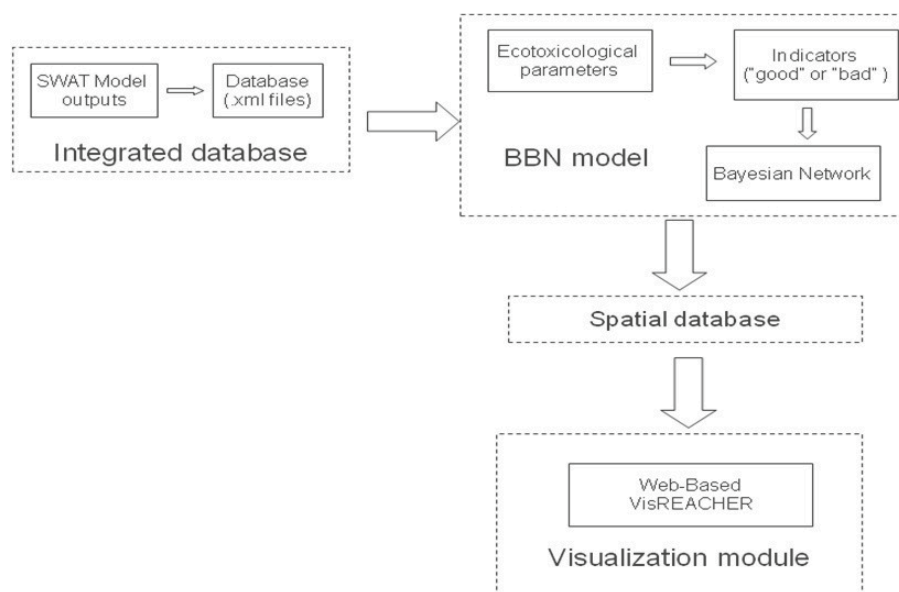 SWAT Model
outputs
Database
(.xml files)
Integrated database
Ecotoxicological
parameters
Indicators
("good" or "bad" )
BBN model
Bayesian Network
Spatial database
Web-Based
VisREACHER
Visualization module